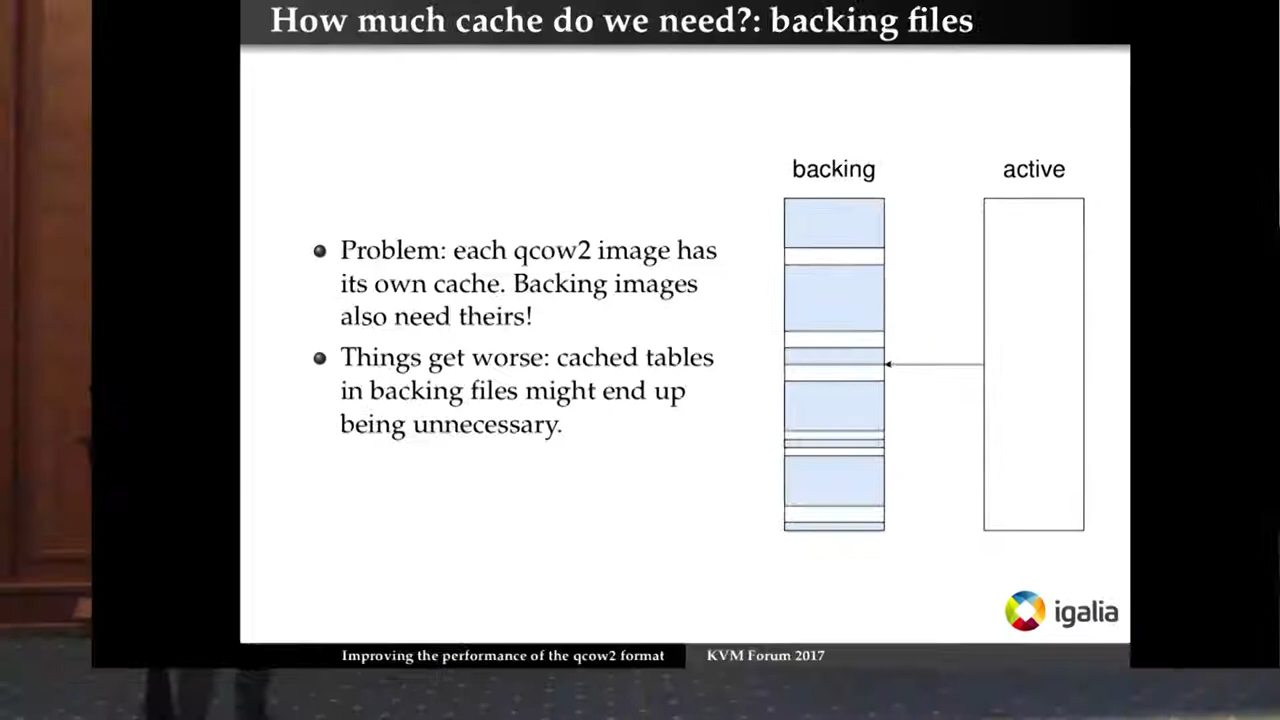 How much cache do we need?: backing files
Problem: each qcow2 image has
its own cache. Backing images
also need theirs!
Things get worse: cached tables
in backing files might end up
being unnecessary.
backing
active
igalia
Improving the performance of the qcow2 format
KVM Forum 2017